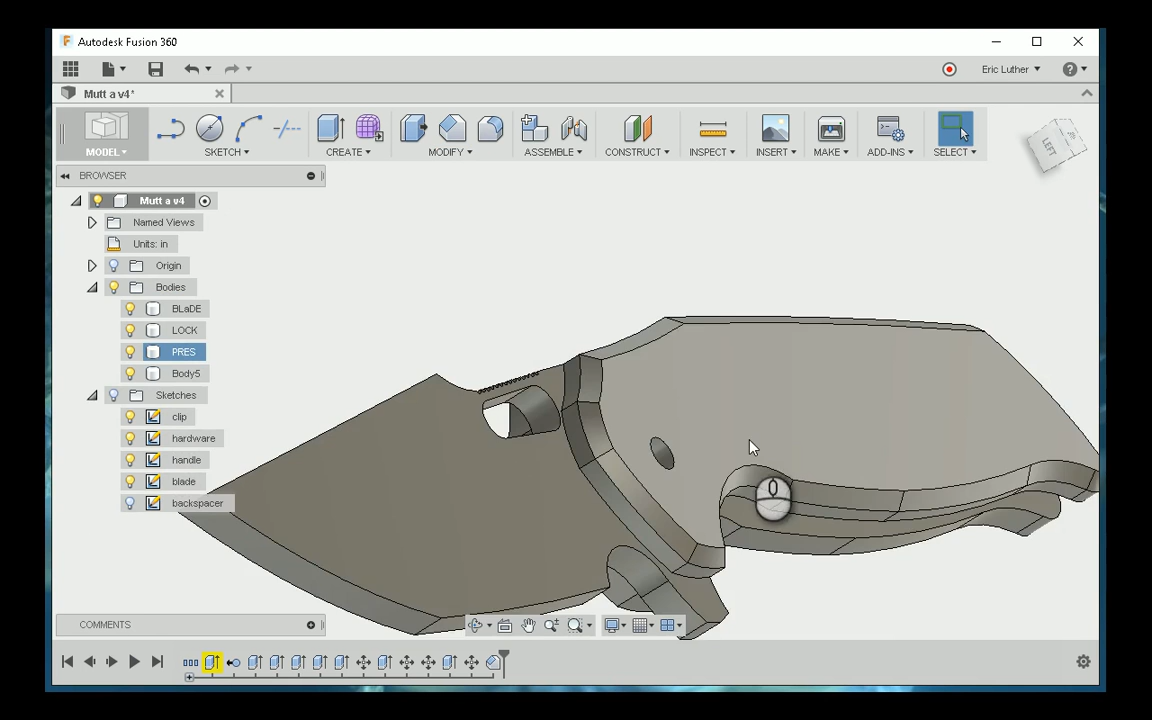 Autodesk Fusion 360
Eric Luther
Mutt a v4*
MODEL
SKETCH
CREATE
MODIFY
ASSEMBLE
CONSTRUCT
INSPECT
INSERT
MAKE
ADD-INS
SELECT
LEFT
BROWSER
Mutt a v4
Named Views
Units: in
Origin
Bodies
BLaDE
LOCK
PRES
Body5
Sketches
clip
hardware
handle
blade
backspacer
COMMENTS